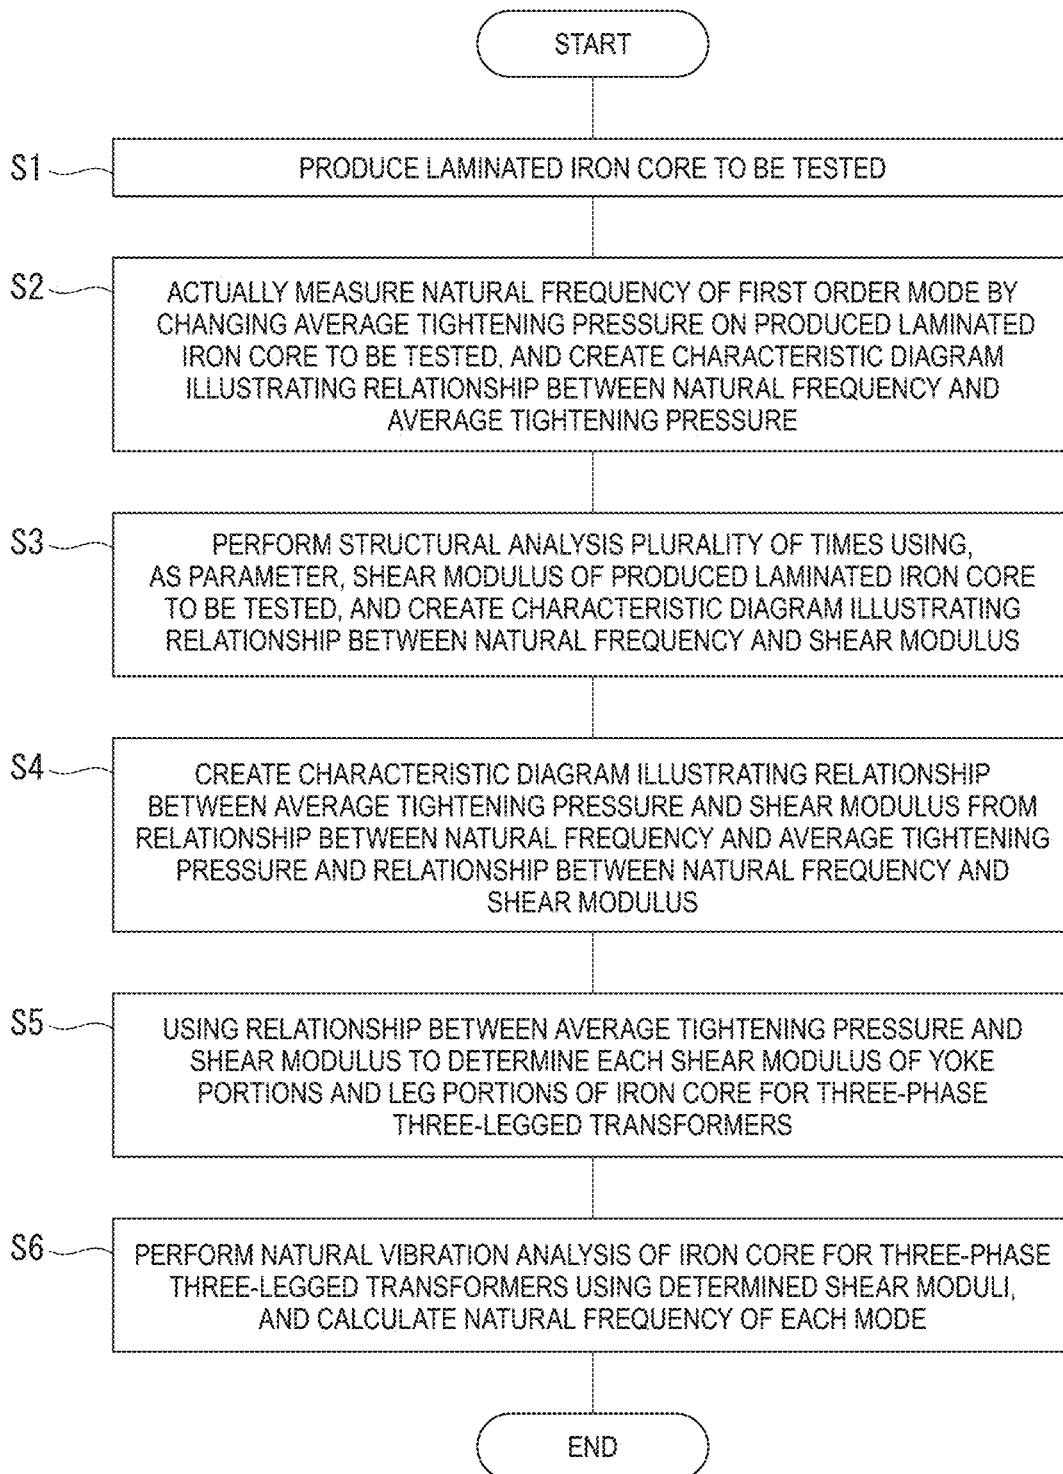 START
S1
PRODUCE LAMINATED IRON CORE TO BE TESTED
S2
ACTUALLY MEASURE NATURAL FREQUENCY OF FIRST ORDER MODE BY
CHANGING AVERAGE TIGHTENING PRESSURE ON PRODUCED LAMINATED
IRON CORE TO BE TESTED, AND CREATE CHARACTERISTIC DIAGRAM
ILLUSTRATING RELATIONSHIP BETWEEN NATURAL FREQUENCY AND
AVERAGE TIGHTENING PRESSURE
S3
PERFORM STRUCTURAL ANALYSIS PLURALITY OF TIMES USING,
AS PARAMETER, SHEAR MODULUS OF PRODUCED LAMINATED IRON CORE
TO BE TESTED, AND CREATE CHARACTERISTIC DIAGRAM ILLUSTRATING
RELATIONSHIP BETWEEN NATURAL FREQUENCY AND SHEAR MODULUS
S4
CREATE CHARACTERISTIC DIAGRAM ILLUSTRATING RELATIONSHIP
BETWEEN AVERAGE TIGHTENING PRESSURE AND SHEAR MODULUS FROM
RELATIONSHIP BETWEEN NATURAL FREQUENCY AND AVERAGE TIGHTENING
PRESSURE AND RELATIONSHIP BETWEEN NATURAL FREQUENCY AND
SHEAR MODULUS
S5
USING RELATIONSHIP BETWEEN AVERAGE TIGHTENING PRESSURE AND
SHEAR MODULUS TO DETERMINE EACH SHEAR MODULUS OF YOKE
PORTIONS AND LEG PORTIONS OF IRON CORE FOR THREE-PHASE
THREE-LEGGED TRANSFORMERS
S6
PERFORM NATURAL VIBRATION ANALYSIS OF IRON CORE FOR THREE-PHASE
THREE-LEGGED TRANSFORMERS USING DETERMINED SHEAR MODULI,
AND CALCULATE NATURAL FREQUENCY OF EACH MODE
END